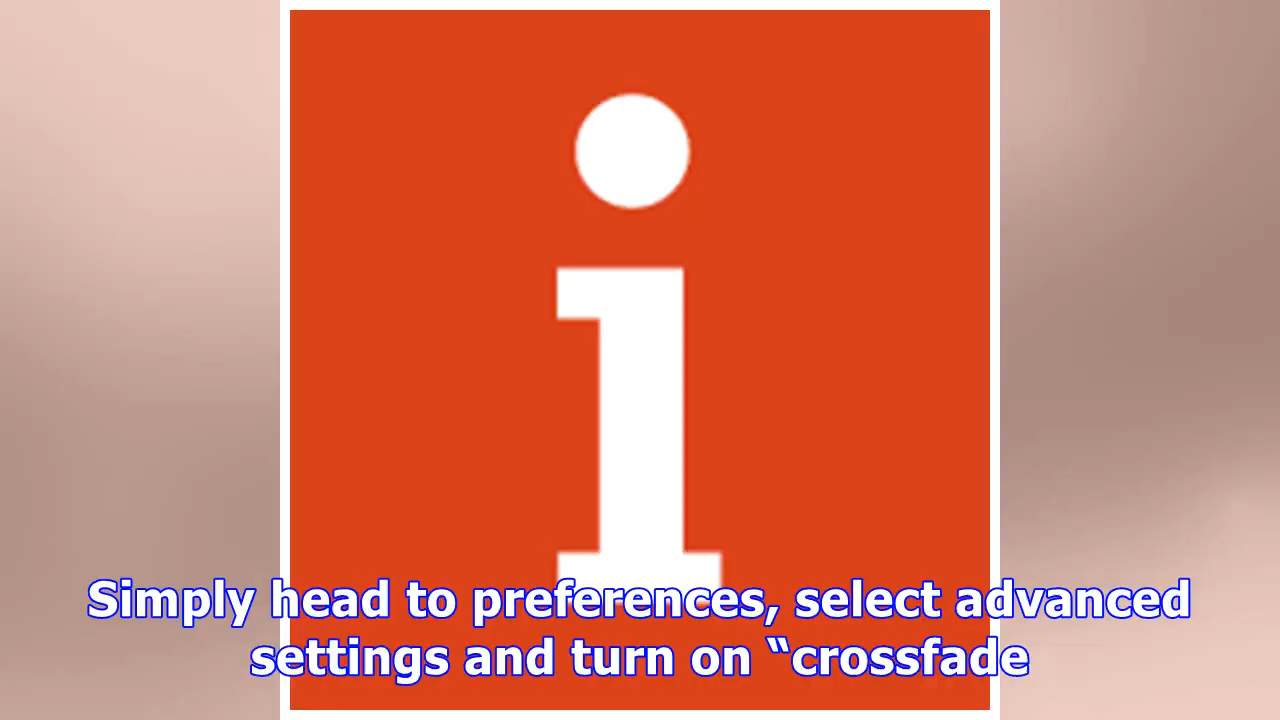 i
Simply head to preferences, select advanced
settings and turn on “crossfade